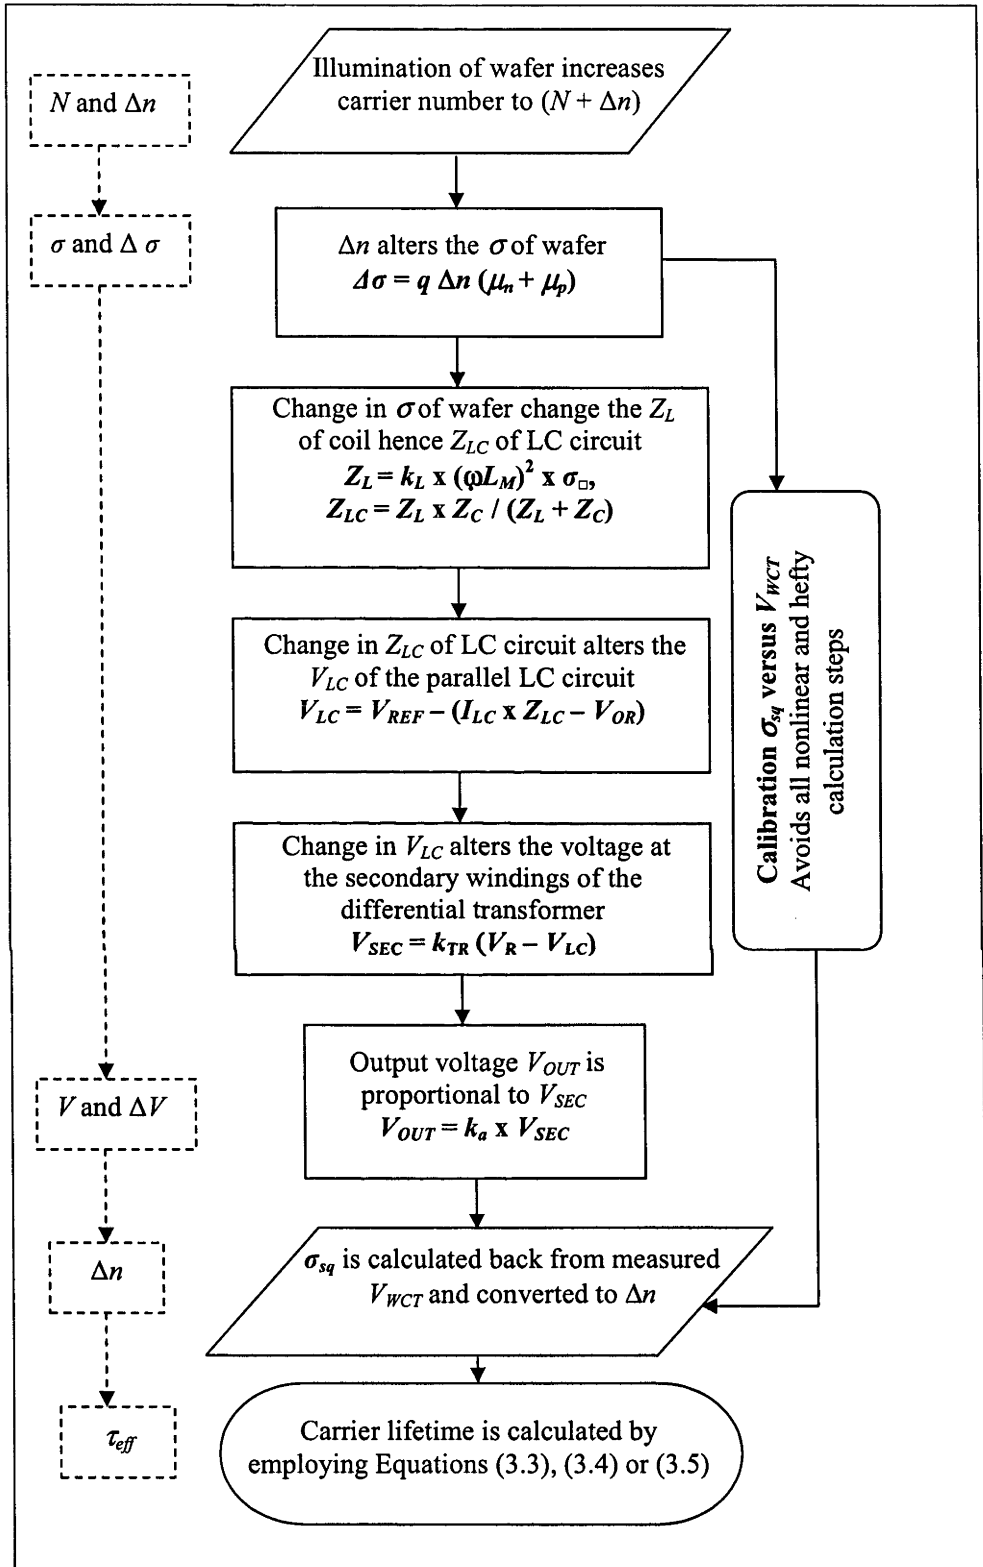 Illumination of wafer increases
carrier number to (N + Δn)
N and Δn
σ and Δ σ
Δn alters the σ of wafer
Δσ = q Δn (μn + μp)
Change in σ of wafer change the ZL
of coil hence ZLC of LC circuit
ZL = kL x (ωLM)² x σ□,
ZLC = ZL x ZC / (ZL + ZC)
Change in ZLC of LC circuit alters the
VLC of the parallel LC circuit
VLC = VREF – (ILC x ZLC – VOR)
Change in VLC alters the voltage at
the secondary windings of the
differential transformer
VSEC = kTR (VR – VLC)
Calibration σsq versus VWCT
Avoids all nonlinear and hefty
calculation steps
V and ΔV
Output voltage VOUT is
proportional to VSEC
VOUT = ka x VSEC
Δn
σsq is calculated back from measured
VWCT and converted to Δn
τeff
Carrier lifetime is calculated by
employing Equations (3.3), (3.4) or (3.5)